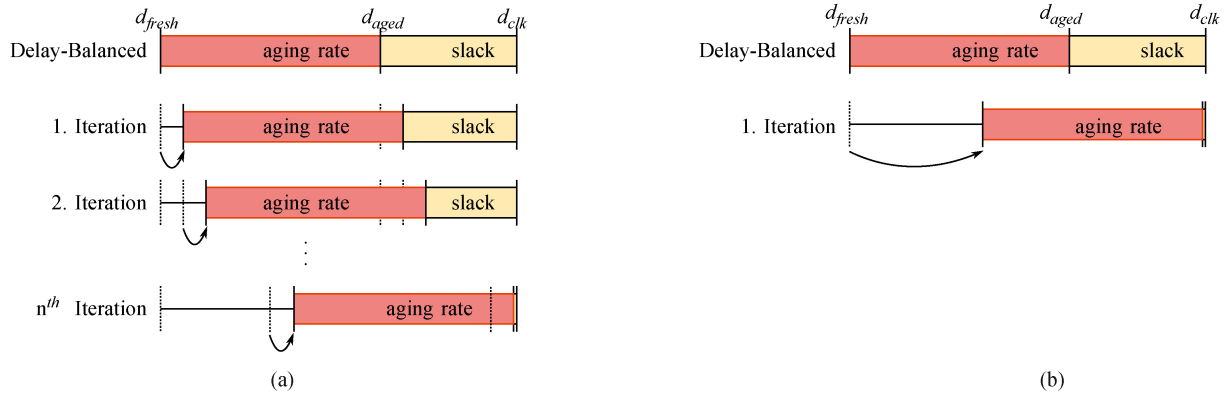 d_fresh d_aged d_clk
Delay-Balanced aging rate slack
1. Iteration aging rate slack
2. Iteration aging rate slack
⋮
n^th Iteration aging rate
(a)
d_fresh d_aged d_clk
Delay-Balanced aging rate slack
1. Iteration aging rate
(b)